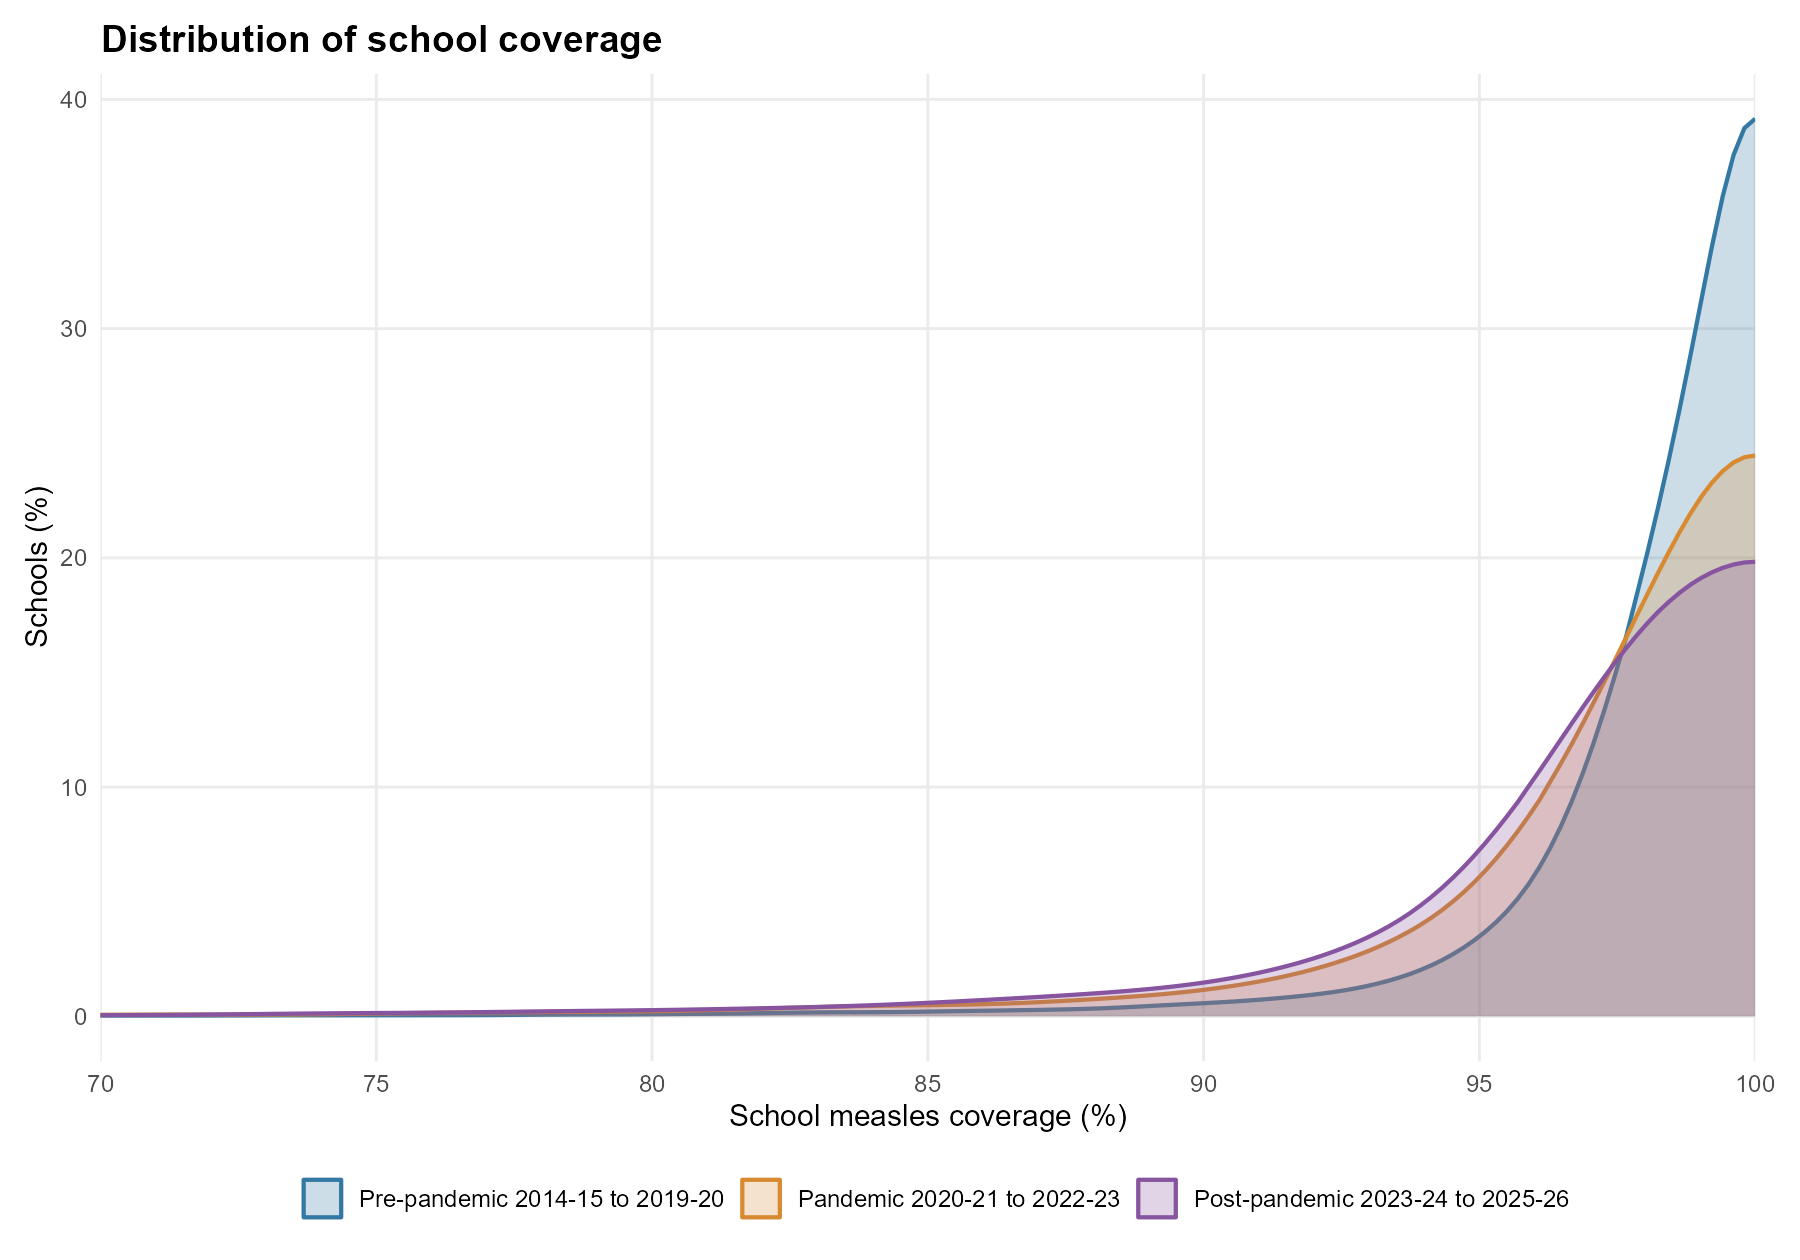 Distribution of school coverage
40
30
20
10
0
Schools (%)
70 75 80 85 90 95 100
School measles coverage (%)
Pre-pandemic 2014-15 to 2019-20 Pandemic 2020-21 to 2022-23 Post-pandemic 2023-24 to 2025-26